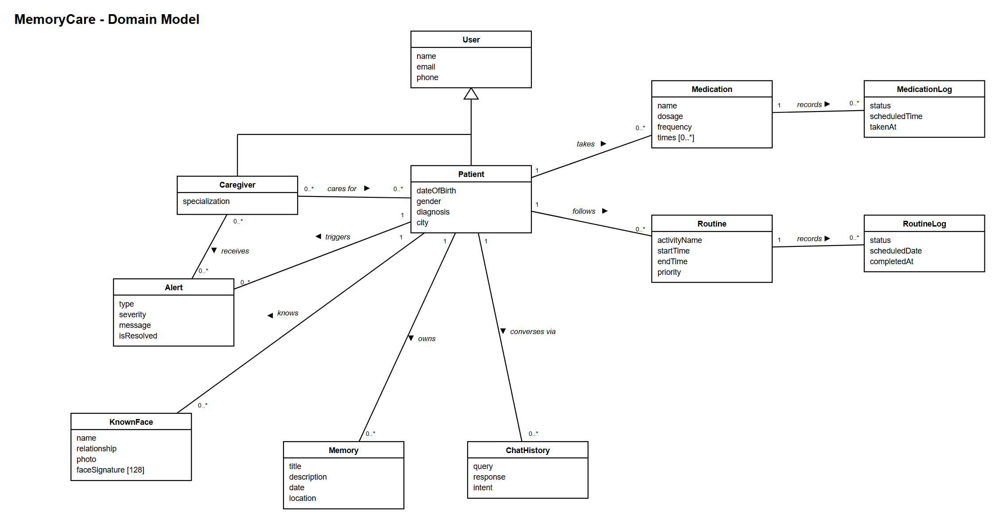 MemoryCare - Domain Model
User
name
email
phone
Medication
name
dosage
frequency
times [0..*]
1
records
0..*
MedicationLog
status
scheduledTime
takenAt
0..*
takes
1
Caregiver
specialization
0..*
cares for
0..*
Patient
dateOfBirth
gender
diagnosis
city
1
follows
0..*
Routine
activityName
startTime
endTime
priority
1
records
0..*
RoutineLog
status
scheduledDate
completedAt
0..*
receives
0..*
1
triggers
0..*
Alert
type
severity
message
isResolved
1
knows
0..*
1
owns
0..*
1
converses via
0..*
KnownFace
name
relationship
photo
faceSignature [128]
Memory
title
description
date
location
ChatHistory
query
response
intent